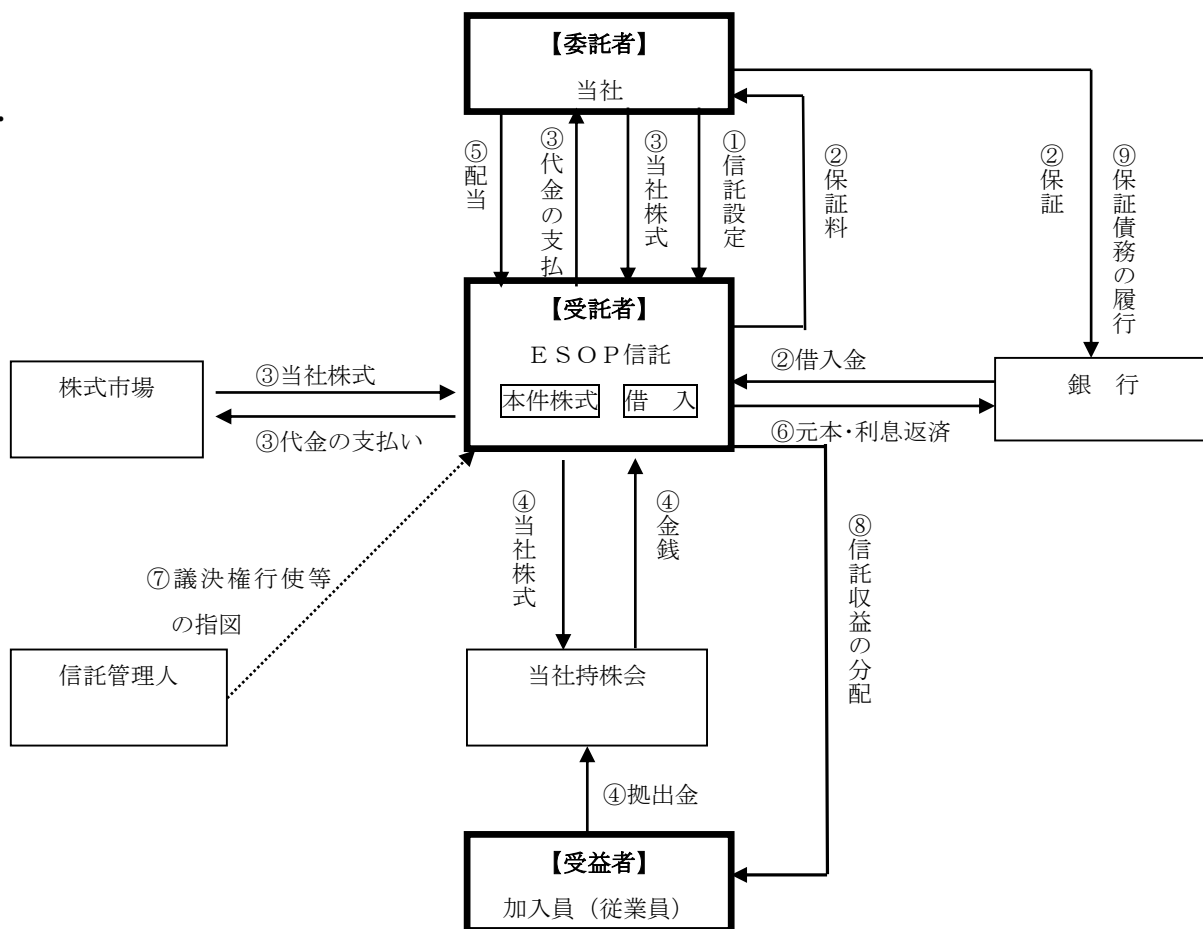 【委託者】
当社
⑤配当
③代金の支払
③当社株式
①信託設定
②保証料
②保証
⑨保証債務の履行
【受託者】
ＥＳＯＰ信託
本件株式
借　入
株式市場
③当社株式
③代金の支払い
②借入金
⑥元本・利息返済
銀　行
④当社株式
④金銭
⑧信託収益の分配
⑦議決権行使等
の指図
信託管理人
当社持株会
④拠出金
【受益者】
加入員（従業員）